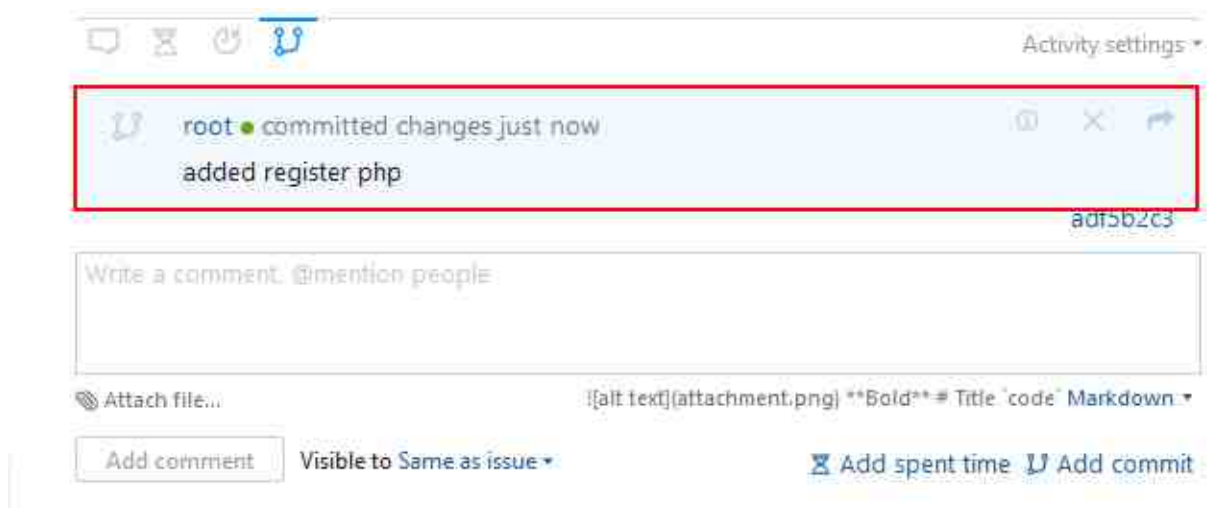 Activity settings
root committed changes just now
added register php
adf5b2c3
Write a comment, @mention people
Attach file...
![alt text](attachment.png) **Bold** # Title `code` Markdown
Add comment Visible to Same as issue Add spent time Add commit